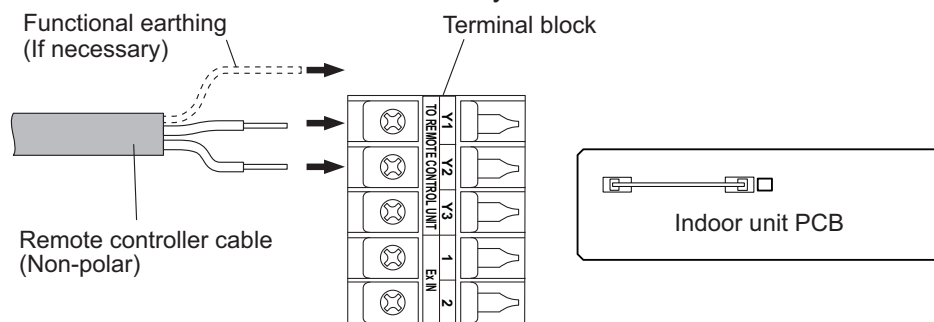 Functional earthing
(If necessary)
Terminal block
Remote controller cable
(Non-polar)
TO REMOTE CONTROL UNIT
Ex IN
Y1
Y2
Y3
1
2
Indoor unit PCB